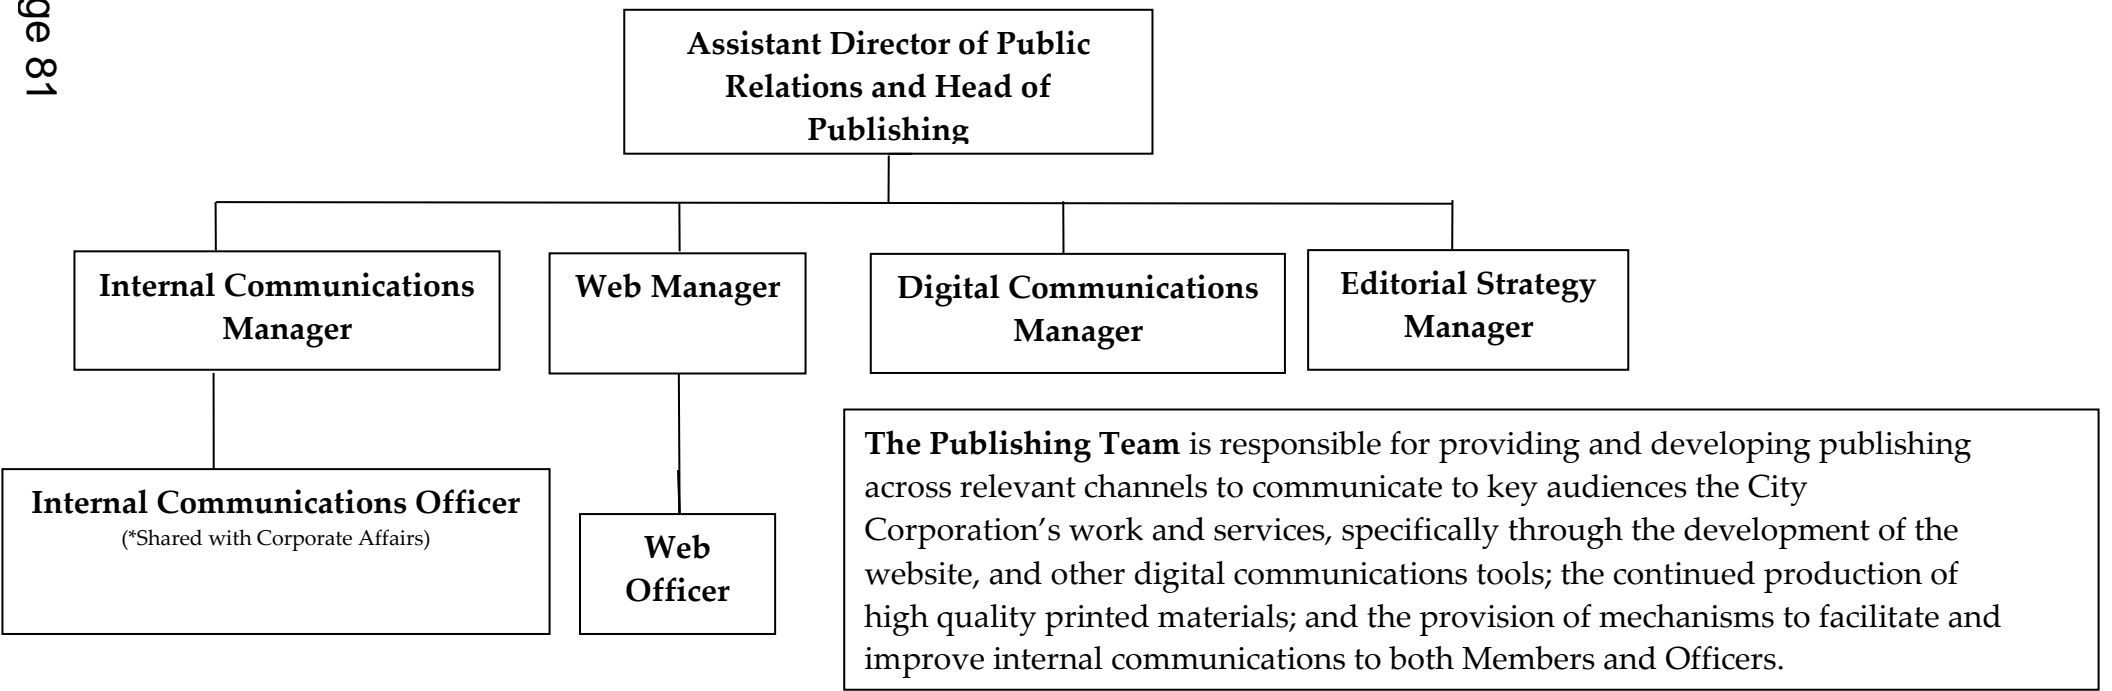 ge 81
Assistant Director of Public
Relations and Head of
Publishing
Internal Communications
Manager
Web Manager
Digital Communications
Manager
Editorial Strategy
Manager
Internal Communications Officer
(*Shared with Corporate Affairs)
Web
Officer
The Publishing Team is responsible for providing and developing publishing
across relevant channels to communicate to key audiences the City
Corporation’s work and services, specifically through the development of the
website, and other digital communications tools; the continued production of
high quality printed materials; and the provision of mechanisms to facilitate and
improve internal communications to both Members and Officers.